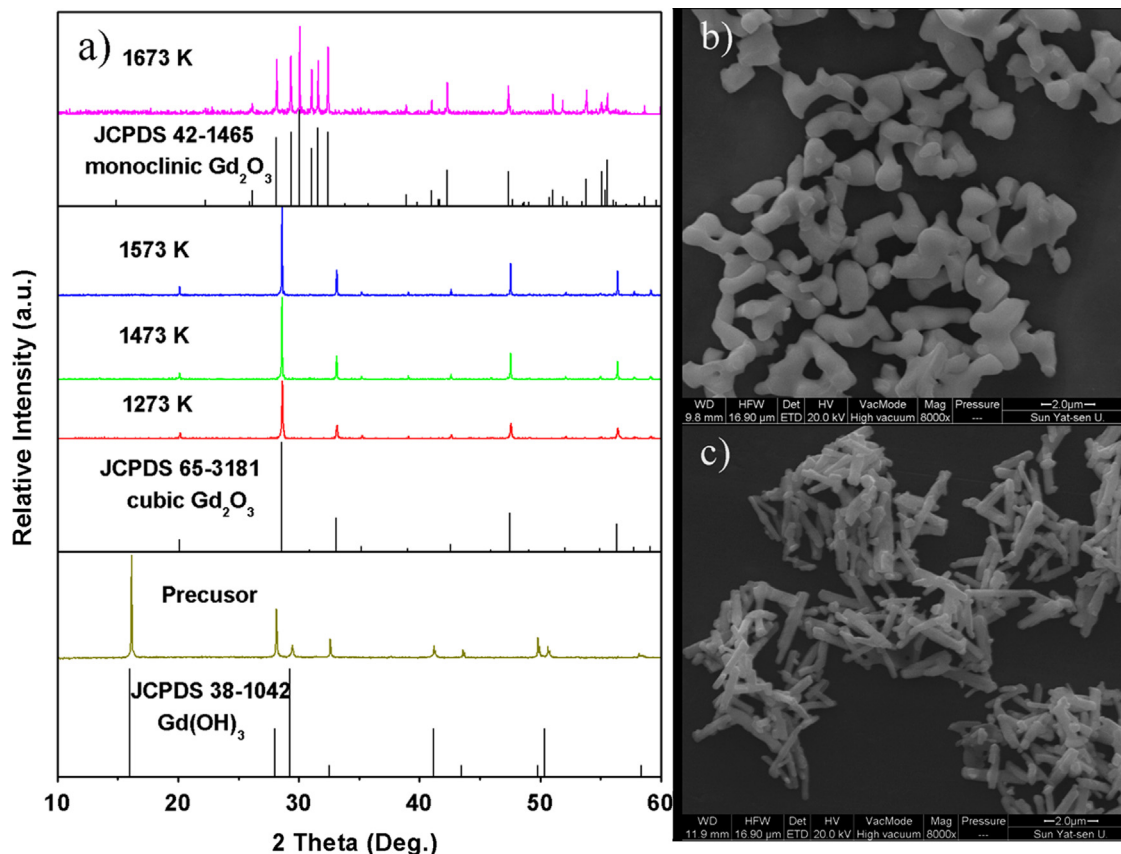 a)
1673 K
JCPDS 42-1465
monoclinic Gd₂O₃
1573 K
1473 K
1273 K
JCPDS 65-3181
cubic Gd₂O₃
Precusor
JCPDS 38-1042
Gd(OH)₃
Relative Intensity (a.u.)
10 20 30 40 50 60
2 Theta (Deg.)
b)
WD HFW Det HV VacMode Mag Pressure 2.0μm
9.8 mm 16.90 μm ETD 20.0 kV High vacuum 8000x --- Sun Yat-sen U.
c)
WD HFW Det HV VacMode Mag Pressure 2.0μm
11.9 mm 16.90 μm ETD 20.0 kV High vacuum 8000x --- Sun Yat-sen U.